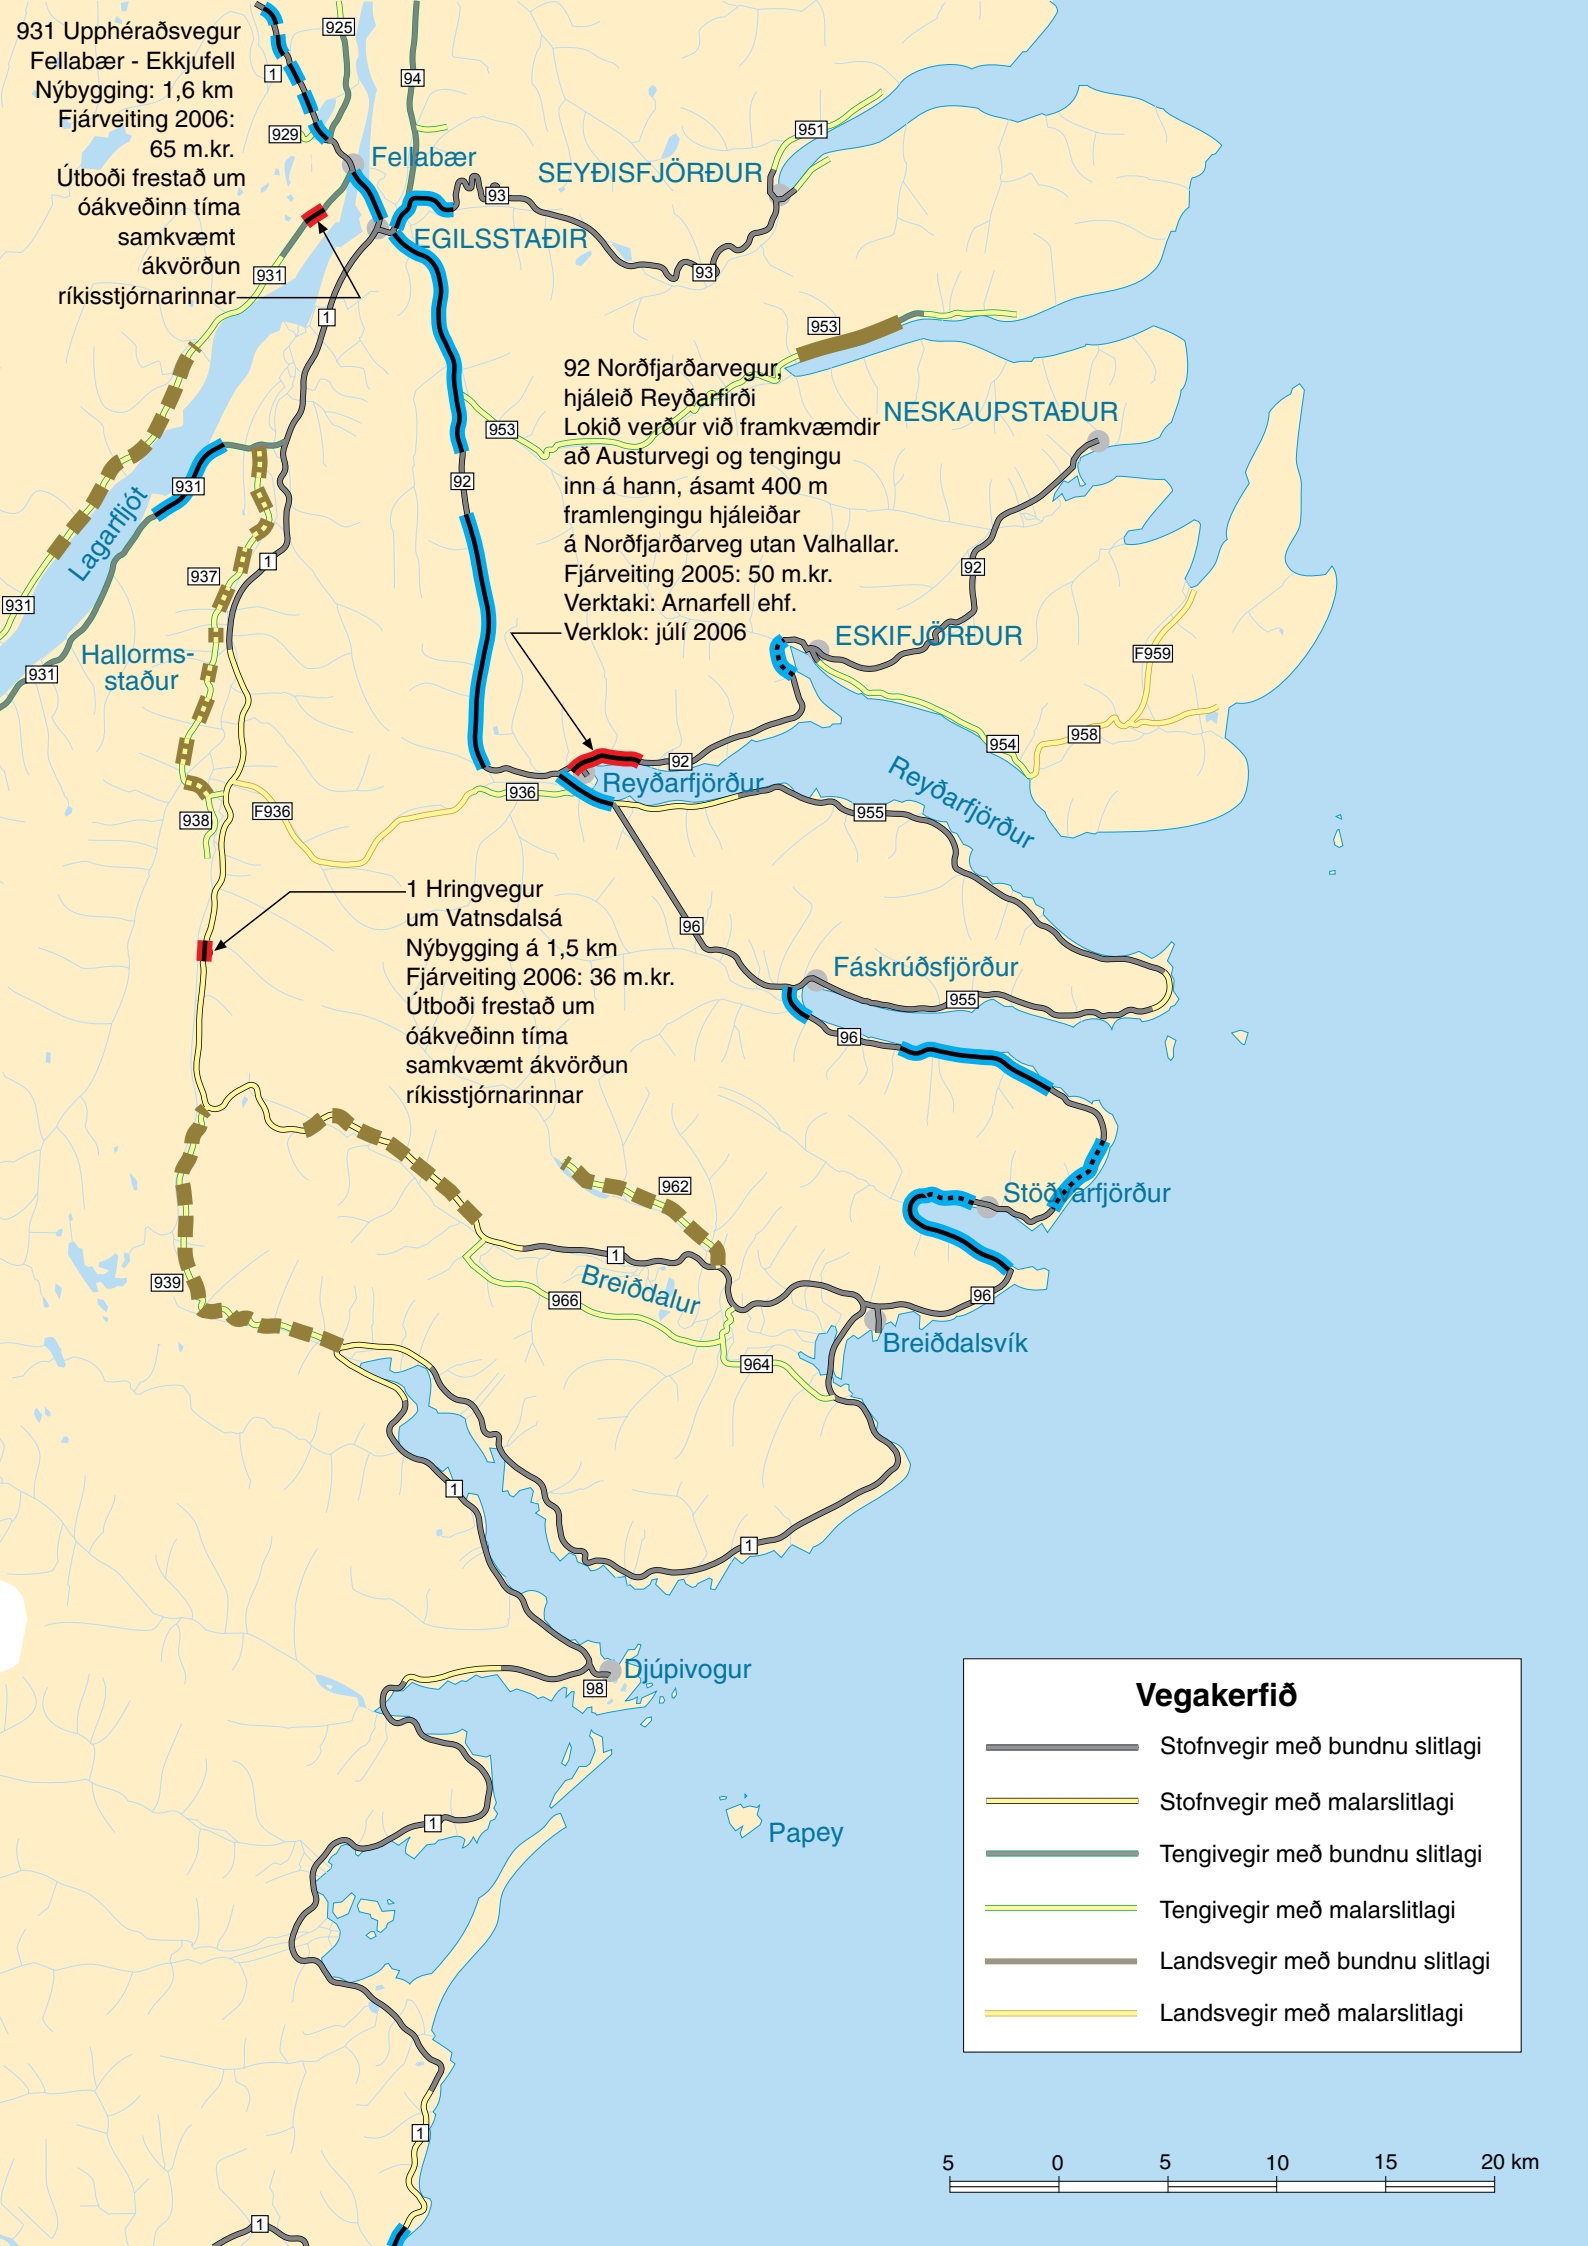 931 Upphéraðsvegur
Fellabær - Ekkjufell
Nýbygging: 1,6 km
Fjárveiting 2006:
65 m.kr.
Útboði frestað um
óákveðinn tíma
samkvæmt
ákvörðun
ríkisstjórnarinnar
925
1
94
929
951
Fellabær
SEYÐISFJÖRÐUR
93
EGILSSTAÐIR
931
93
1
953
92 Norðfjarðarvegur,
hjáleið Reyðarfirði
Lokið verður við framkvæmdir
að Austurvegi og tengingu
inn á hann, ásamt 400 m
framlengingu hjáleiðar
á Norðfjarðarveg utan Valhallar.
Fjárveiting 2005: 50 m.kr.
Verktaki: Arnarfell ehf.
Verklok: júlí 2006
NESKAUPSTAÐUR
953
92
931
Lagarfljót
1
92
937
931
ESKIFJÖRÐUR
Hallorms-
staður
F959
931
958
954
92
Reyðarfjörður
Reyðarfjörður
936
F936
938
955
1 Hringvegur
um Vatnsdalsá
Nýbygging á 1,5 km
Fjárveiting 2006: 36 m.kr.
Útboði frestað um
óákveðinn tíma
samkvæmt ákvörðun
ríkisstjórnarinnar
96
Fáskrúðsfjörður
955
96
962
Stöðvarfjörður
1
939
Breiðdalur
966
96
Breiðdalsvík
964
1
1
Djúpivogur
98
1
Papey
1
1
Vegakerfið
Stofnvegir með bundnu slitlagi
Stofnvegir með malarslitlagi
Tengivegir með bundnu slitlagi
Tengivegir með malarslitlagi
Landsvegir með bundnu slitlagi
Landsvegir með malarslitlagi
5 0 5 10 15 20 km